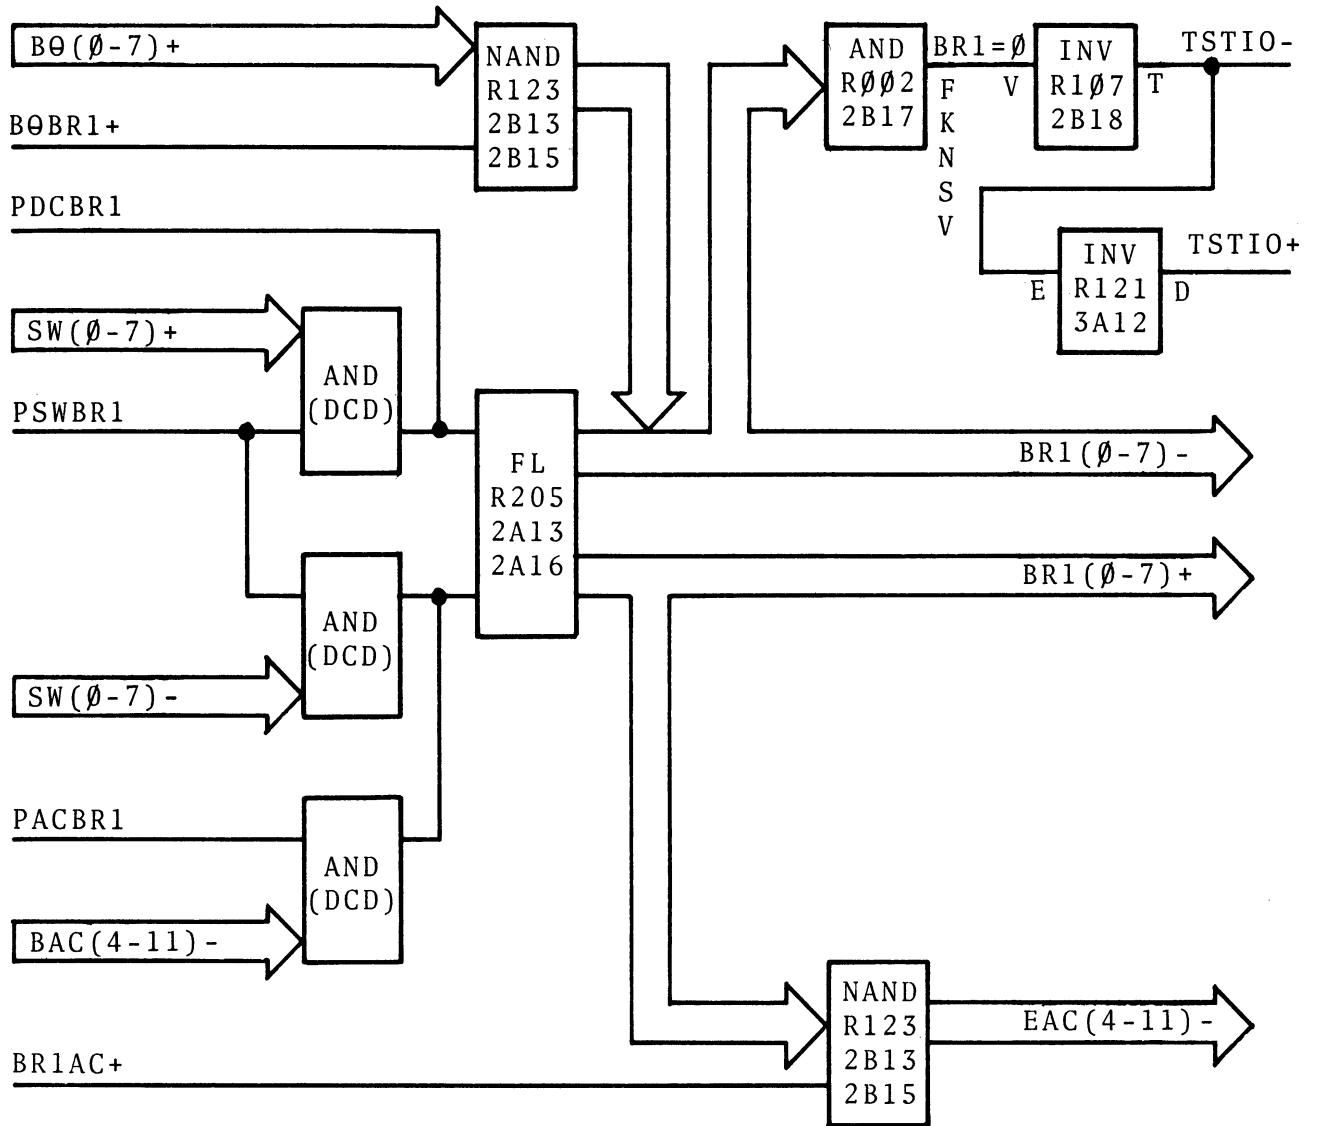 BΘ(Ø-7)+
NAND
R123
2B13
2B15
BΘBR1+
PDCBR1
SW(Ø-7)+
AND
(DCD)
PSWBR1
FL
R205
2A13
2A16
AND
(DCD)
SW(Ø-7)-
PACBR1
AND
(DCD)
BAC(4-11)-
BR1AC+
AND
RØØ2
2B17
BR1=Ø
F
K
N
S
V
V
INV
R1Ø7
2B18
T
TSTIO-
E
INV
R121
3A12
D
TSTIO+
BR1(Ø-7)-
BR1(Ø-7)+
NAND
R123
2B13
2B15
EAC(4-11)-